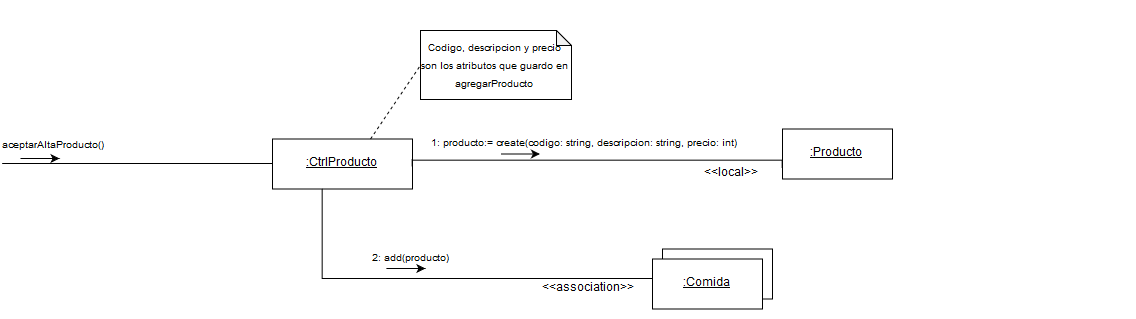 Codigo, descripcion y precio
son los atributos que guardo en
agregarProducto
aceptarAltaProducto()
1: producto:= create(codigo: string, descripcion: string, precio: int)
:CtrlProducto
:Producto
<<local>>
2: add(producto)
:Comida
<<association>>